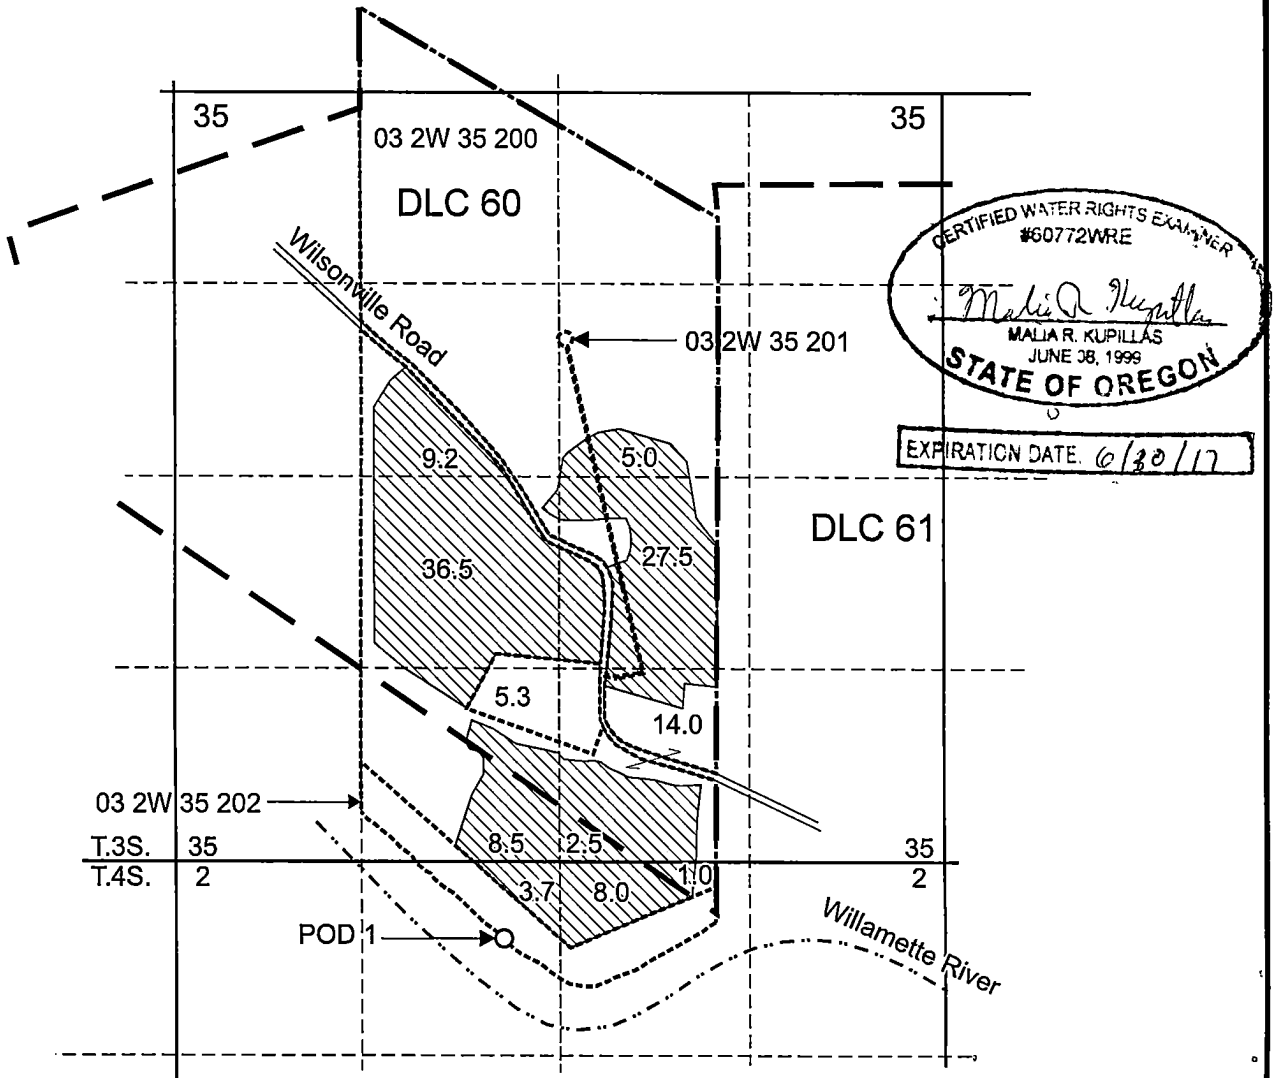 35
35
03 2W 35 200
DLC 60
CERTIFIED WATER RIGHTS EXAMINER
#60772WRE
Malia R Kupillas
MALIA R. KUPILLAS
JUNE 08, 1999
STATE OF OREGON
Wilsonville Road
03 2W 35 201
EXPIRATION DATE. 6/30/17
9.2
5.0
DLC 61
36.5
27.5
5.3
14.0
03 2W 35 202
8.5
2.5
T.3S. 35
35
T.4S. 2
2
3.7
8.0
1.0
POD 1
Willamette River